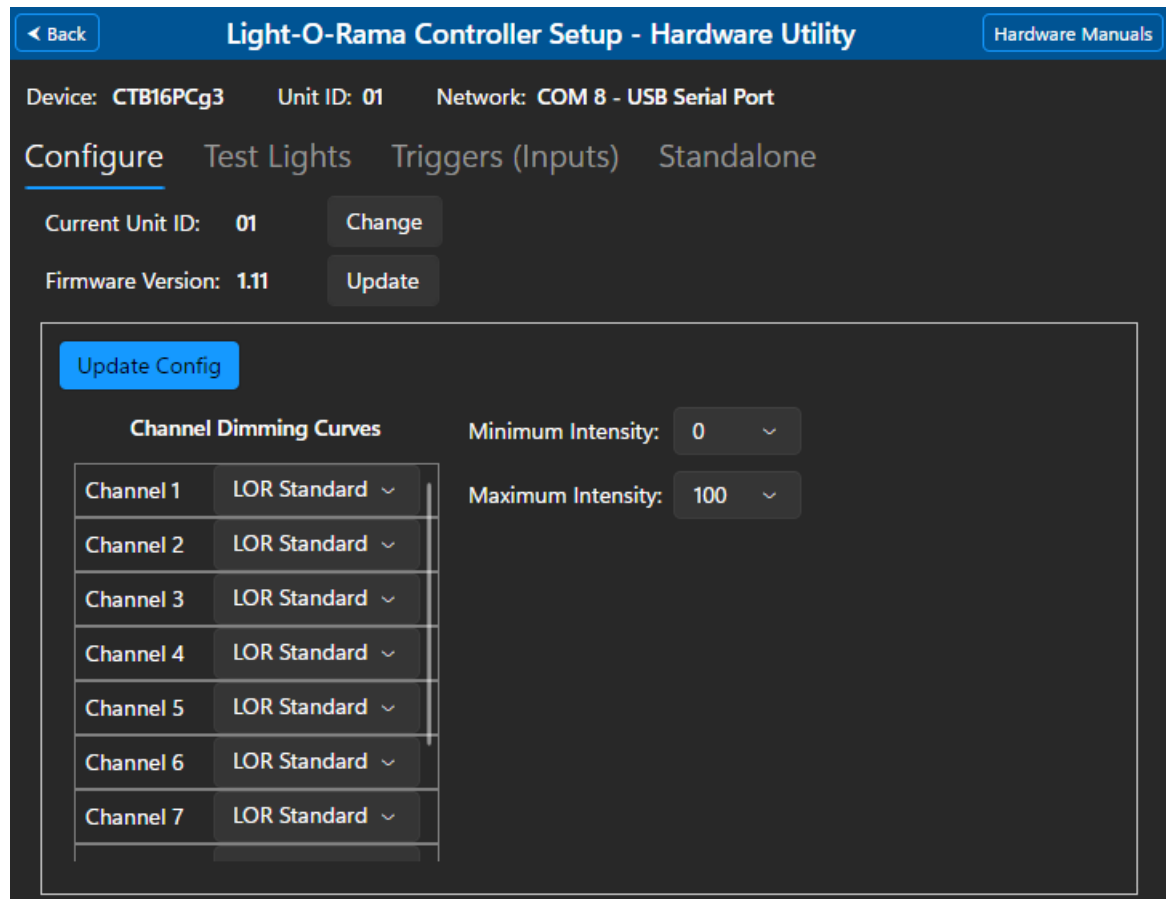 Back
Light-O-Rama Controller Setup - Hardware Utility
Hardware Manuals
Device: CTB16PCg3 Unit ID: 01 Network: COM 8 - USB Serial Port
Configure Test Lights Triggers (Inputs) Standalone
Current Unit ID: 01 Change
Firmware Version: 1.11 Update
Update Config
Channel Dimming Curves
Minimum Intensity: 0
Maximum Intensity: 100
Channel 1 LOR Standard
Channel 2 LOR Standard
Channel 3 LOR Standard
Channel 4 LOR Standard
Channel 5 LOR Standard
Channel 6 LOR Standard
Channel 7 LOR Standard